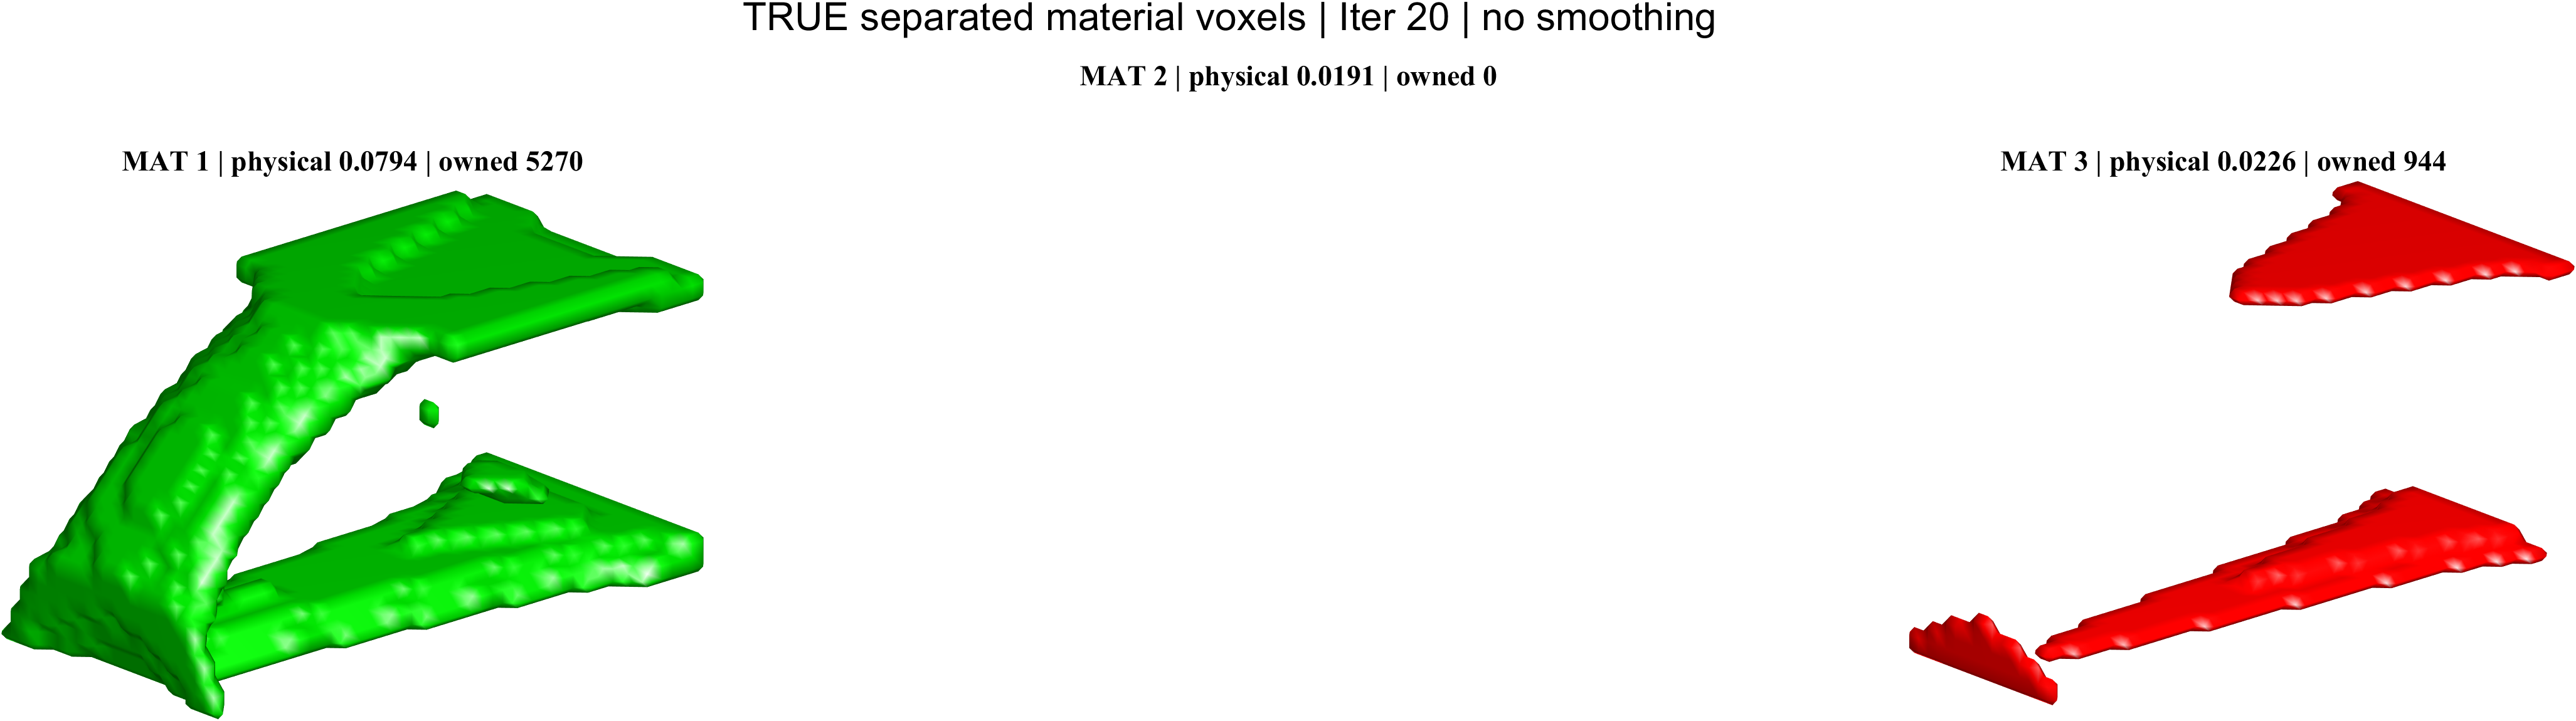 TRUE separated material voxels | Iter 20 | no smoothing
MAT 2 | physical 0.0191 | owned 0
MAT 1 | physical 0.0794 | owned 5270
MAT 3 | physical 0.0226 | owned 944